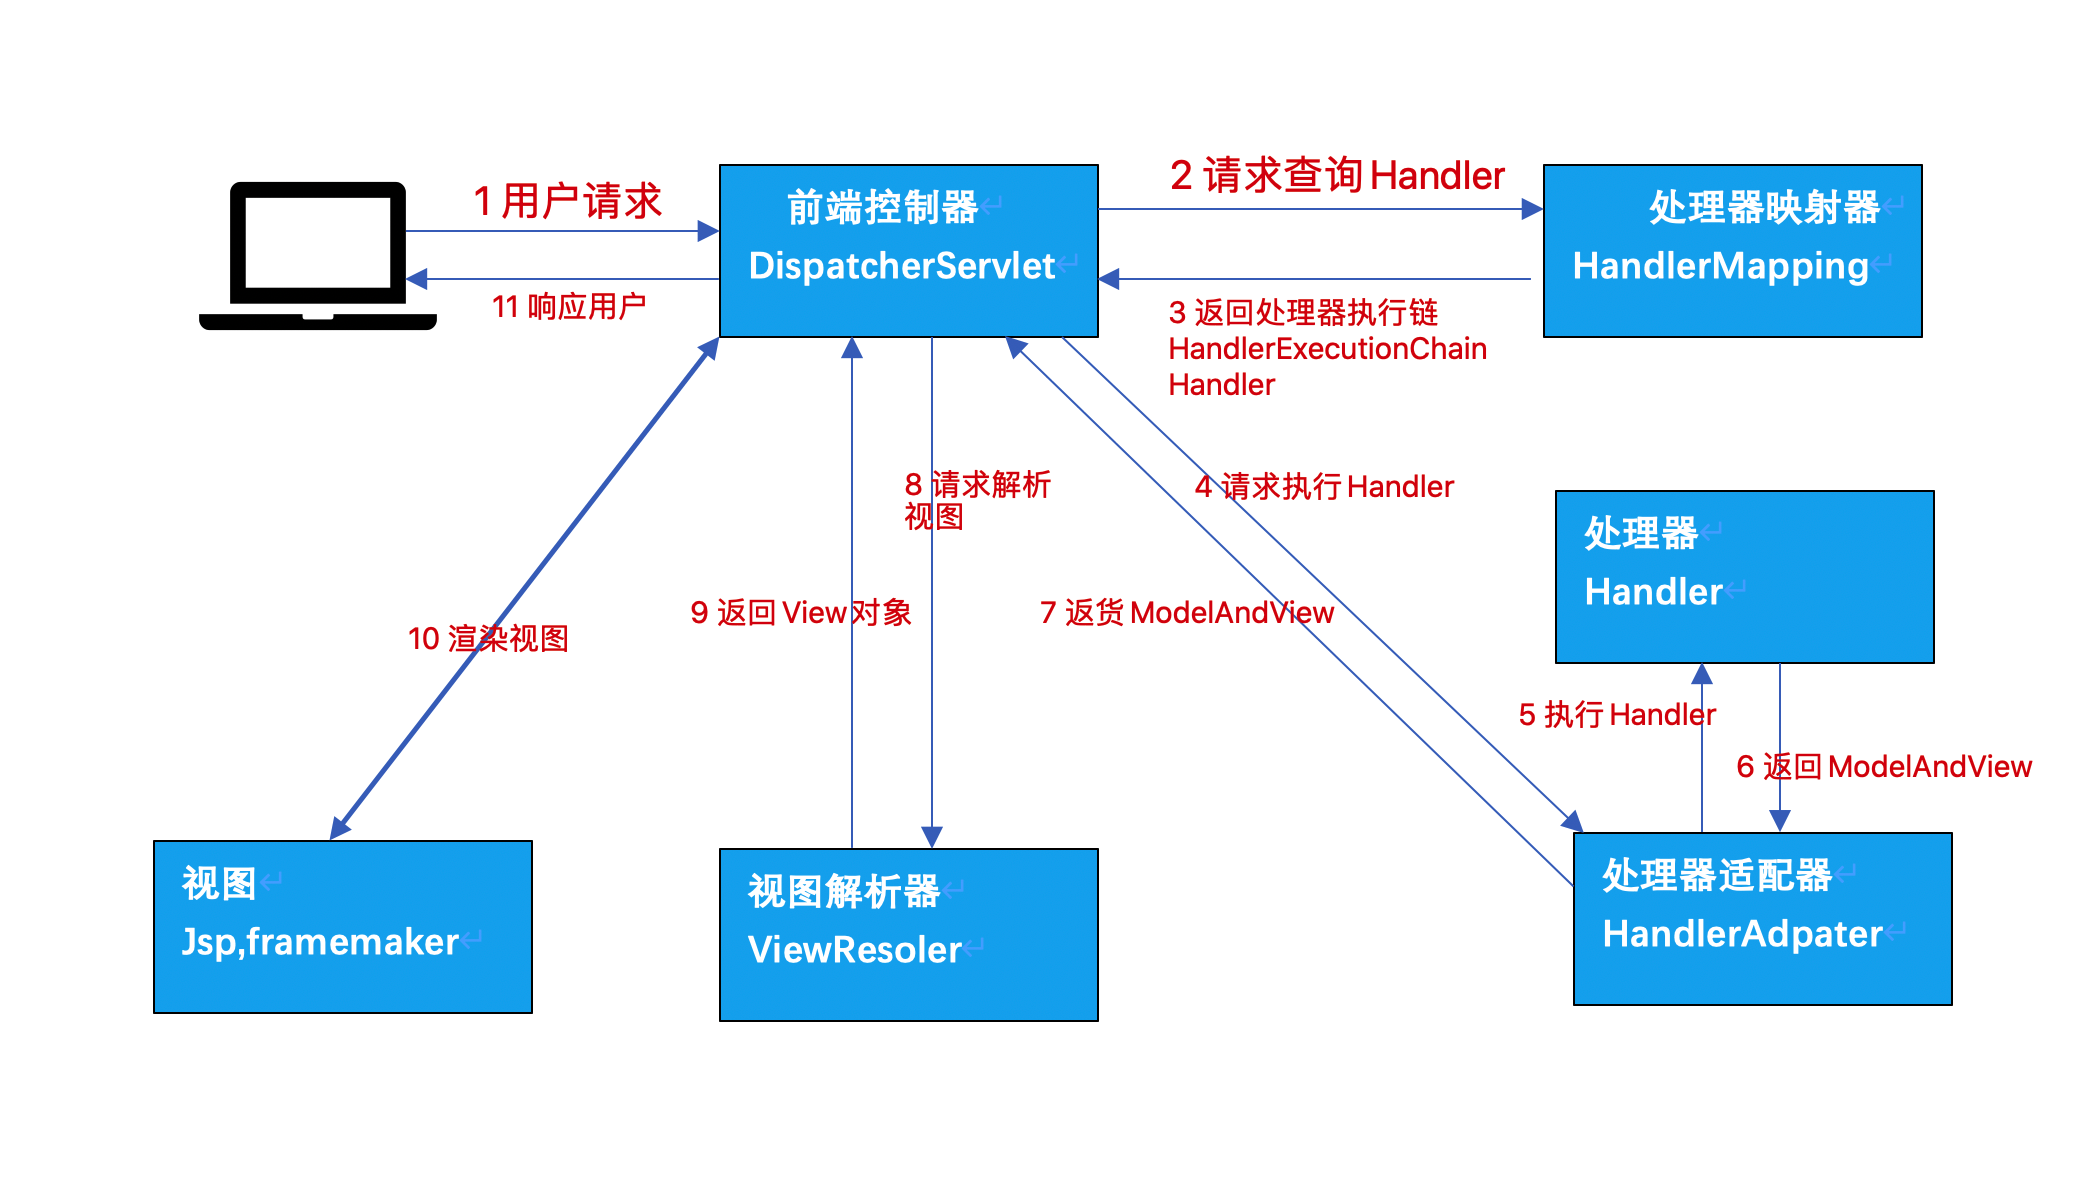 1 用户请求
11 响应用户
前端控制器↵
DispatcherServlet↵
2 请求查询 Handler
3 返回处理器执行链
HandlerExecutionChain
Handler
处理器映射器↵
HandlerMapping↵
8 请求解析
视图
4 请求执行 Handler
处理器↵
Handler↵
10 渲染视图
9 返回 View 对象
7 返货 ModelAndView
5 执行 Handler
6 返回 ModelAndView
视图↵
Jsp,framemaker↵
视图解析器↵
ViewResoler↵
处理器适配器↵
HandlerAdpater↵